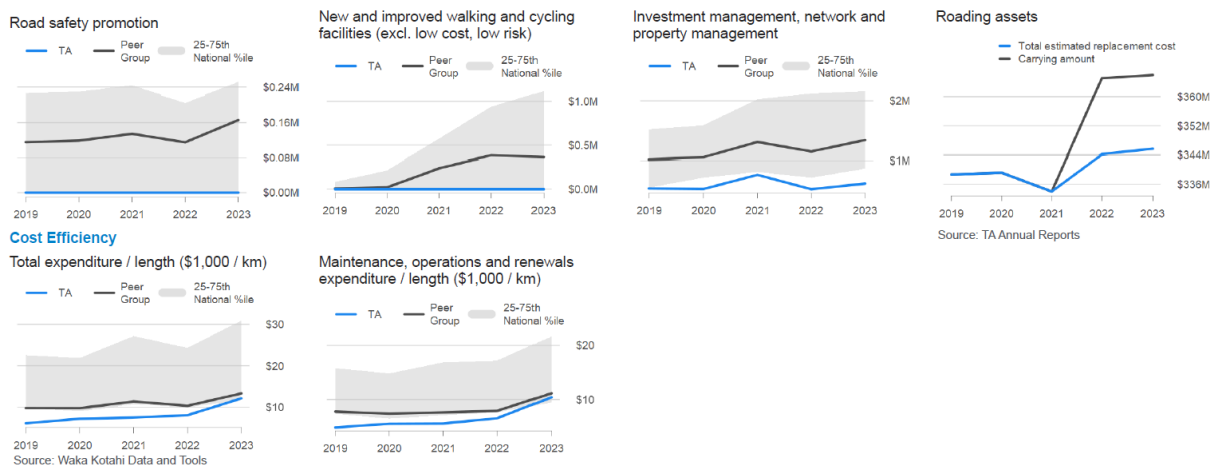 Road safety promotion
TA
Peer
Group
25-75th
National %ile
$0.24M
$0.16M
$0.08M
$0.00M
2019
2020
2021
2022
2023
New and improved walking and cycling
facilities (excl. low cost, low risk)
TA
Peer
Group
25-75th
National %ile
$1.0M
$0.5M
$0.0M
2019
2020
2021
2022
2023
Investment management, network and
property management
TA
Peer
Group
25-75th
National %ile
$2M
$1M
2019
2020
2021
2022
2023
Roading assets
Total estimated replacement cost
Carrying amount
$360M
$352M
$344M
$336M
2019
2020
2021
2022
2023
Source: TA Annual Reports
Cost Efficiency
Total expenditure / length ($1,000 / km)
TA
Peer
Group
25-75th
National %ile
$30
$20
$10
2019
2020
2021
2022
2023
Source: Waka Kotahi Data and Tools
Maintenance, operations and renewals
expenditure / length ($1,000 / km)
TA
Peer
Group
25-75th
National %ile
$20
$10
2019
2020
2021
2022
2023